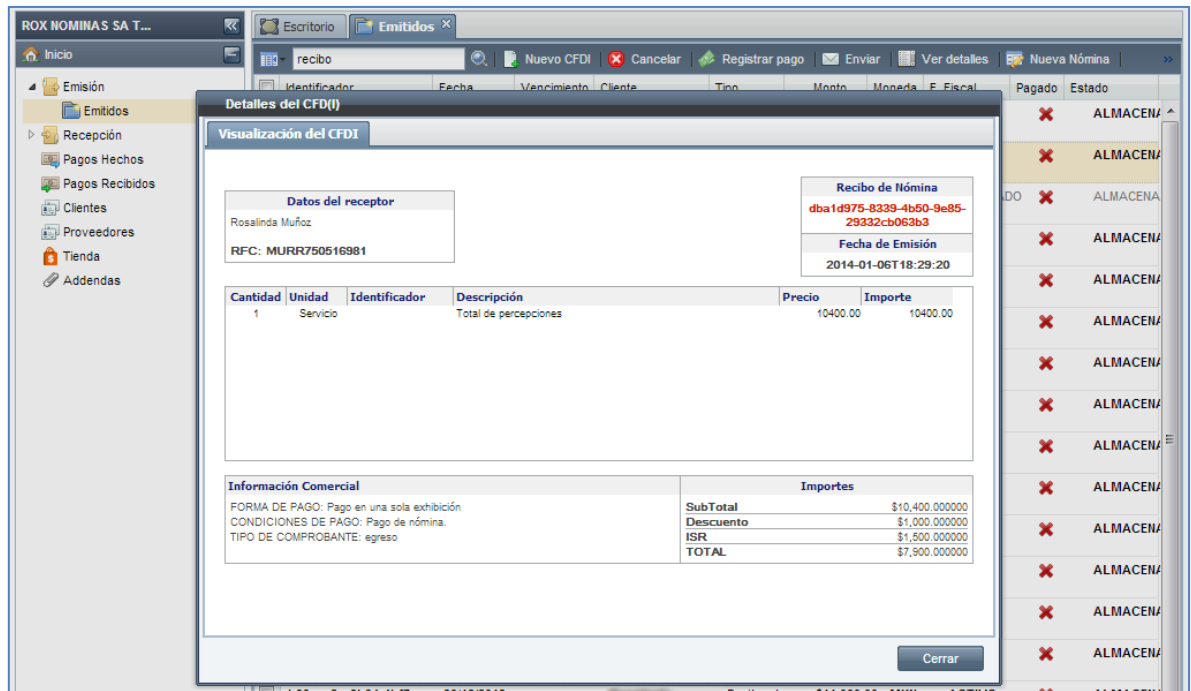 ROX NOMINAS SA T...
Escritorio
Emitidos
Inicio
recibo
Nuevo CFDI
Cancelar
Registrar pago
Enviar
Ver detalles
Nueva Nómina
Emisión
Emitidos
Recepción
Pagos Hechos
Pagos Recibidos
Clientes
Proveedores
Tienda
Addendas
Identificador Fecha Vencimiento Cliente Tipo Monto Moneda E. Fiscal Pagado Estado
Detalles del CFD(I)
Visualización del CFDI
Datos del receptor
Rosalinda Muñoz
RFC: MURR750516981
Recibo de Nómina
dba1d975-8339-4b50-9e85-
29332cb063b3
Fecha de Emisión
2014-01-06T18:29:20
Cantidad Unidad Identificador Descripción Precio Importe
1 Servicio Total de percepciones 10400.00 10400.00
Información Comercial
FORMA DE PAGO: Pago en una sola exhibición
CONDICIONES DE PAGO: Pago de nómina.
TIPO DE COMPROBANTE: egreso
Importes
SubTotal $10,400.000000
Descuento $1,000.000000
ISR $1,500.000000
TOTAL $7,900.000000
Cerrar
ALMACENA
ALMACENA
ALMACENA
ALMACENA
ALMACENA
ALMACENA
ALMACENA
ALMACENA
ALMACENA
ALMACENA
ALMACENA
ALMACENA
ALMACENA
ALMACENA